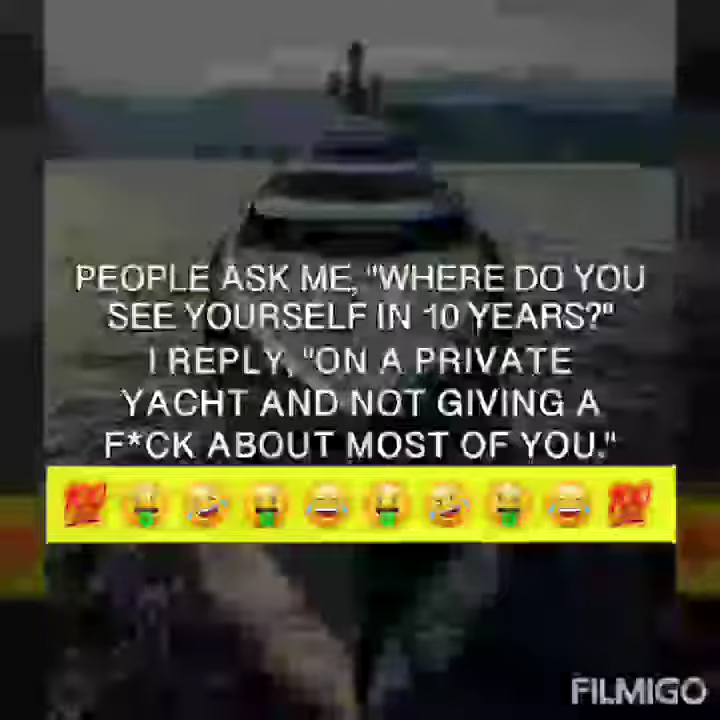 PEOPLE ASK ME, "WHERE DO YOU
SEE YOURSELF IN 10 YEARS?"
I REPLY, "ON A PRIVATE
YACHT AND NOT GIVING A
F*CK ABOUT MOST OF YOU."
💯🤑🤣🤑😂🤑🤣🤑😂💯
FILMIGO